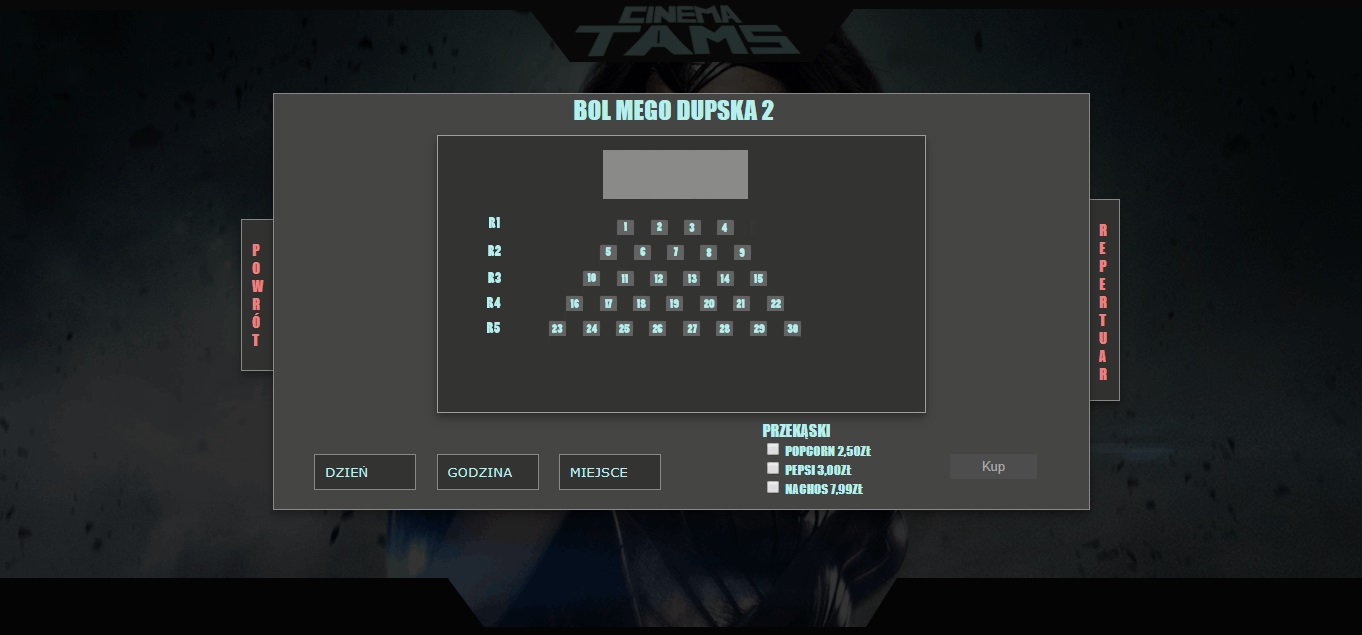 CINEMA
TAMS
BOL MEGO DUPSKA 2
POWRÓT
REPERTUAR
R1 1 2 3 4
R2 5 6 7 8 9
R3 10 11 12 13 14 15
R4 16 17 18 19 20 21 22
R5 23 24 25 26 27 28 29 30
PRZEKĄSKI
POPCORN 2,50ZŁ
PEPSI 3,00ZŁ
NACHOS 7,99ZŁ
DZIEŃ
GODZINA
MIEJSCE
Kup